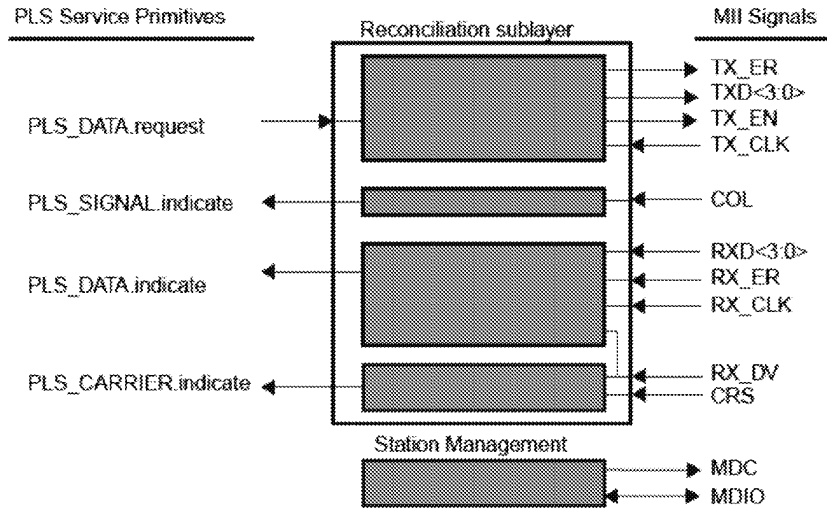 PLS Service Primitives
MII Signals
Reconciliation sublayer
TX_ER
TXD<3:0>
PLS_DATA.request
TX_EN
TX_CLK
PLS_SIGNAL.indicate
COL
RXD<3:0>
PLS_DATA.indicate
RX_ER
RX_CLK
PLS_CARRIER.indicate
RX_DV
CRS
Station Management
MDC
MDIO